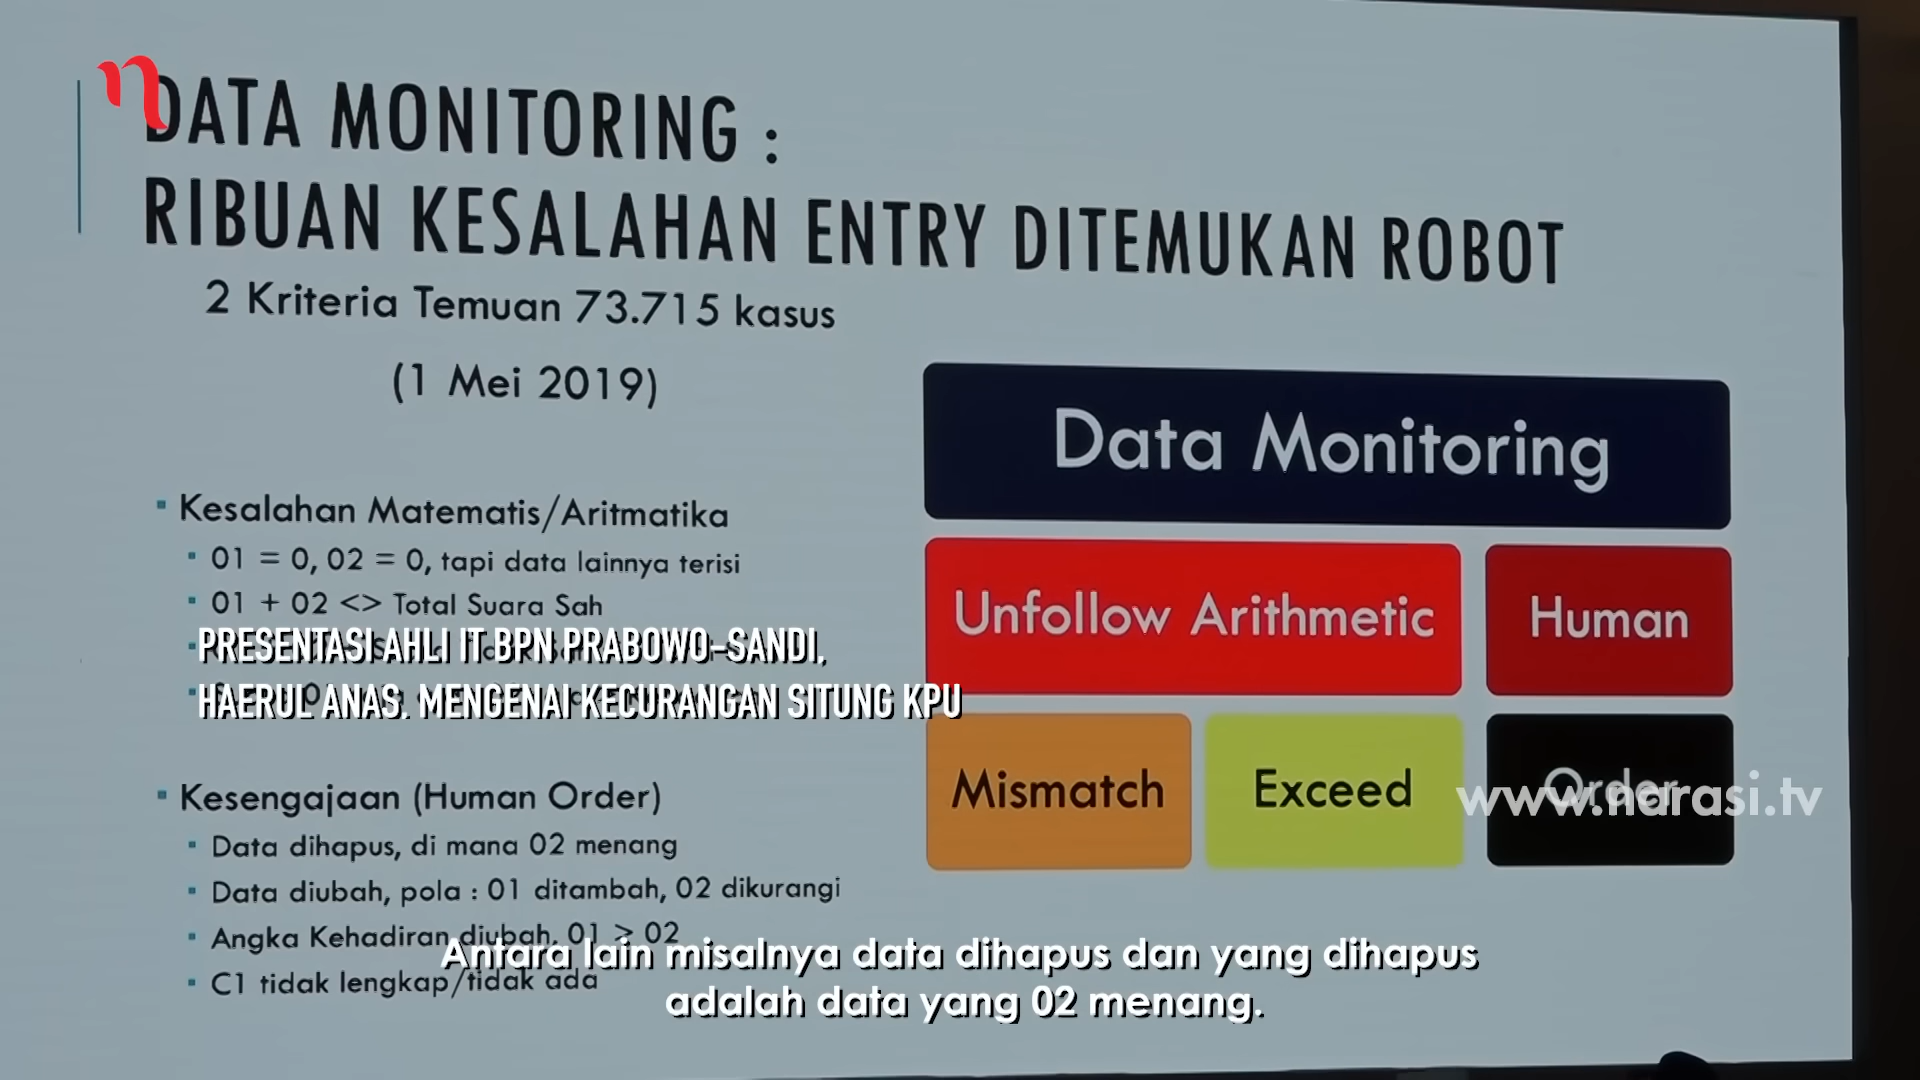 DATA MONITORING :
RIBUAN KESALAHAN ENTRY DITEMUKAN ROBOT
2 Kriteria Temuan 73.715 kasus
(1 Mei 2019)
Kesalahan Matematis/Aritmatika
01 = 0, 02 = 0, tapi data lainnya terisi
01 + 02 <> Total Suara Sah
PRESENTASI AHLI IT BPN PRABOWO-SANDI,
HAERUL ANAS. MENGENAI KECURANGAN SITUNG KPU
Kesengajaan (Human Order)
Data dihapus, di mana 02 menang
Data diubah, pola : 01 ditambah, 02 dikurangi
Angka Kehadiran diubah, 01 > 02
C1 tidak lengkap/tidak ada
Data Monitoring
Unfollow Arithmetic
Human
Mismatch
Exceed
Order
www.narasi.tv
Antara lain misalnya data dihapus dan yang dihapus
adalah data yang 02 menang.